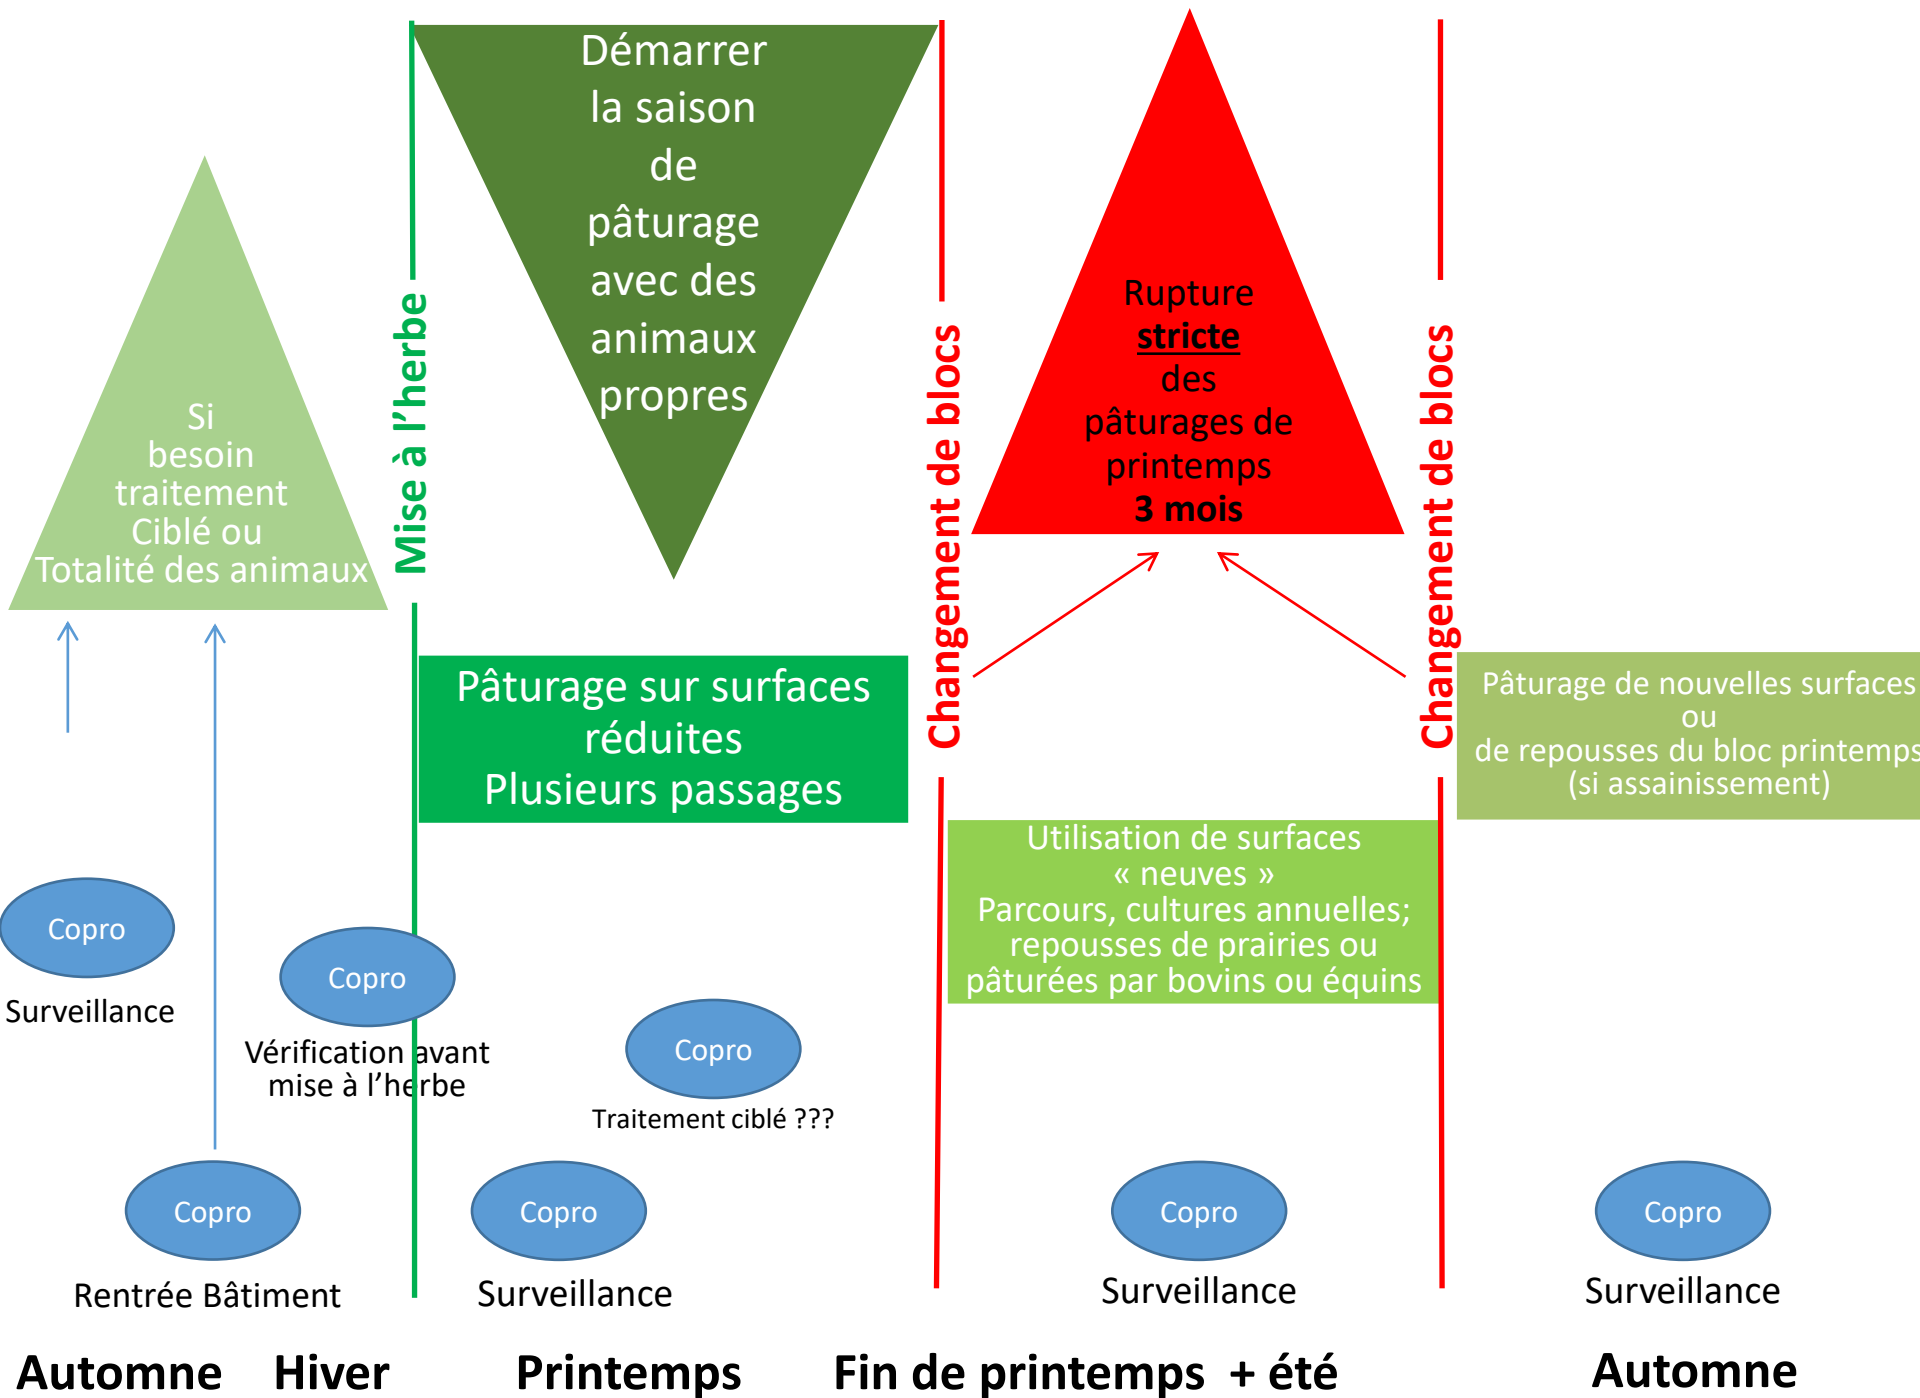 Démarrer
la saison
de
pâturage
avec des
animaux
propres
Si
besoin
traitement
Ciblé ou
Totalité des animaux
Mise à l’herbe
Changement de blocs
Rupture
stricte
des
pâturages de
printemps
3 mois
Changement de blocs
Pâturage sur surfaces
réduites
Plusieurs passages
Pâturage de nouvelles surfaces
ou
de repousses du bloc printemps
(si assainissement)
Utilisation de surfaces
« neuves »
Parcours, cultures annuelles;
repousses de prairies ou
pâturées par bovins ou équins
Copro
Surveillance
Copro
Vérification avant
mise à l’herbe
Copro
Traitement ciblé ???
Copro
Rentrée Bâtiment
Copro
Surveillance
Copro
Surveillance
Copro
Surveillance
Automne Hiver Printemps Fin de printemps + été Automne